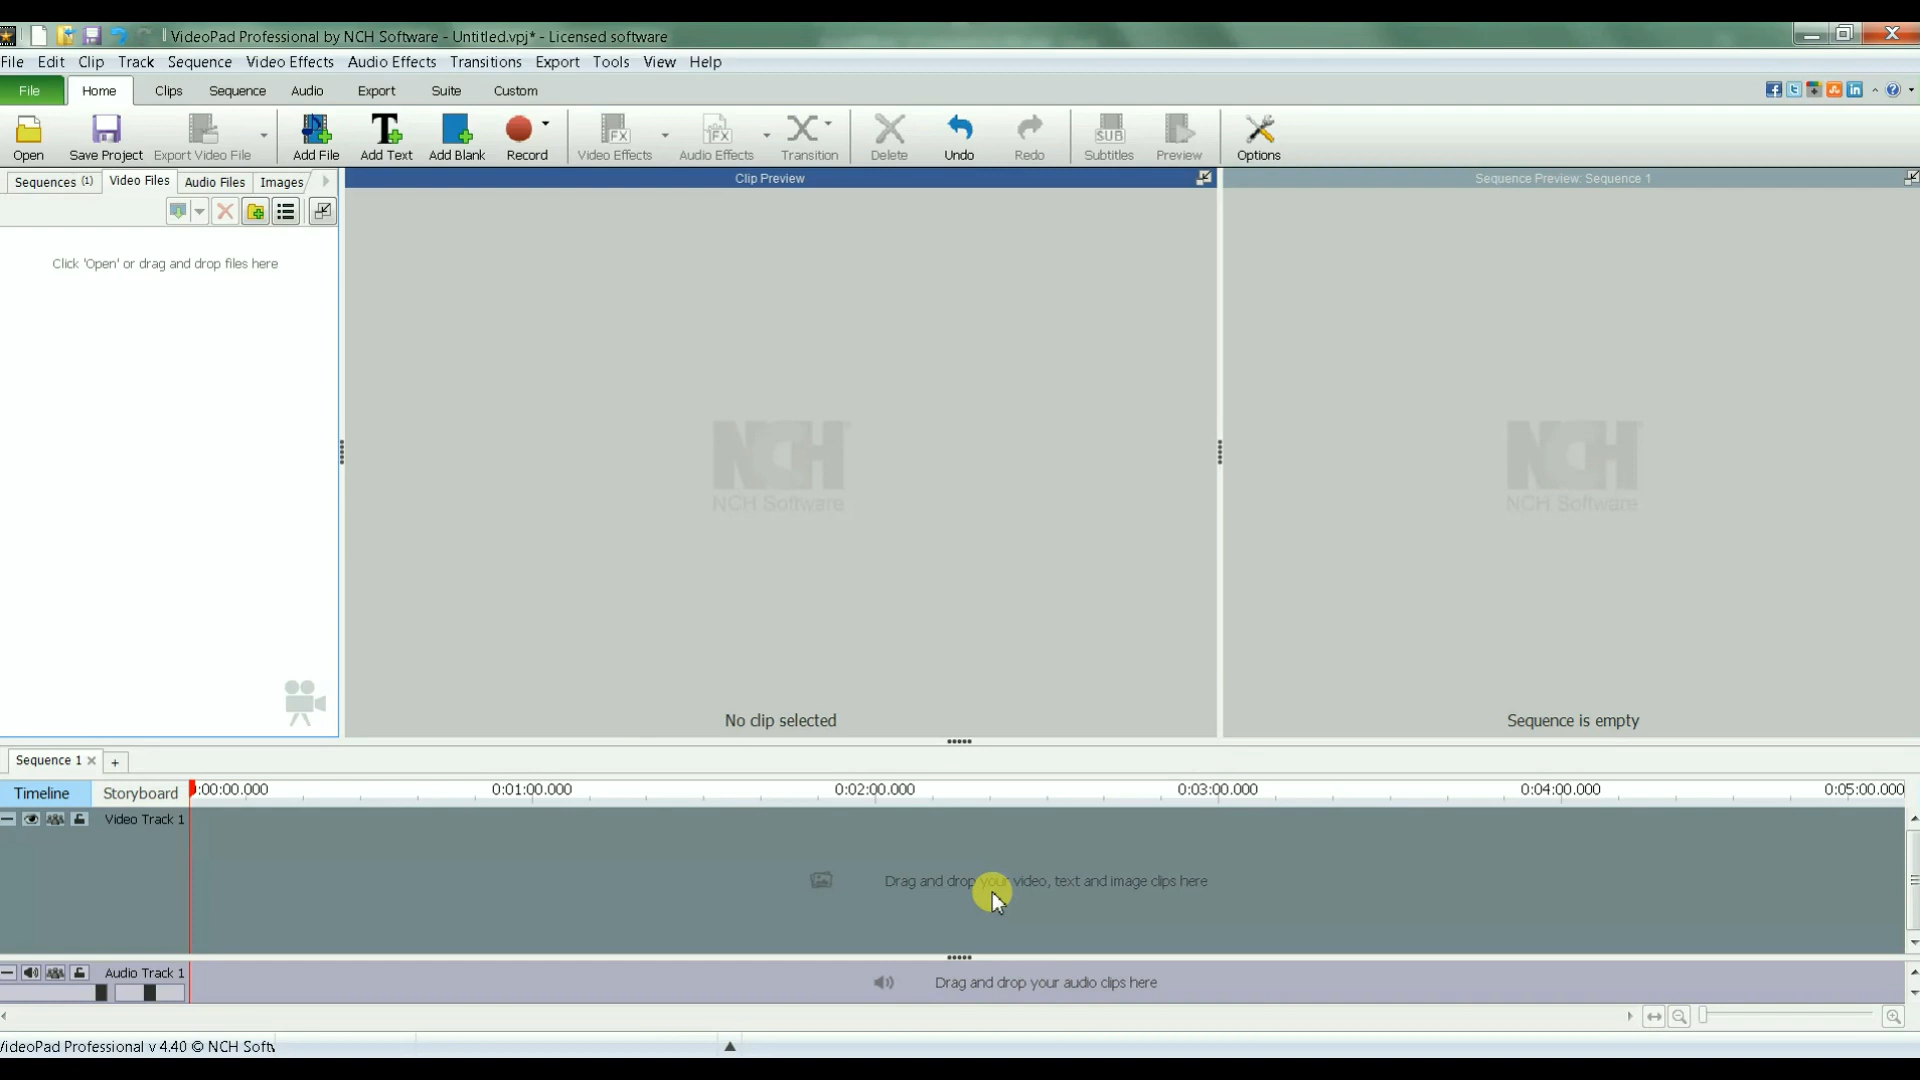 VideoPad Professional by NCH Software - Untitled.vpj* - Licensed software
File Edit Clip Track Sequence Video Effects Audio Effects Transitions Export Tools View Help
File Home Clips Sequence Audio Export Suite Custom
Open Save Project Export Video File Add File Add Text Add Blank Record Video Effects Audio Effects Transition Delete Undo Redo Subtitles Preview Options
Sequences (1) Video Files Audio Files Images
Clip Preview
Sequence Preview: Sequence 1
Click 'Open' or drag and drop files here
NCH
NCH Software
NCH
NCH Software
No clip selected
Sequence is empty
Sequence 1
Timeline Storyboard :00:00.000 0:01:00.000 0:02:00.000 0:03:00.000 0:04:00.000 0:05:00.000
Video Track 1
Drag and drop your video, text and image clips here
Audio Track 1
Drag and drop your audio clips here
VideoPad Professional v 4.40 © NCH Softw